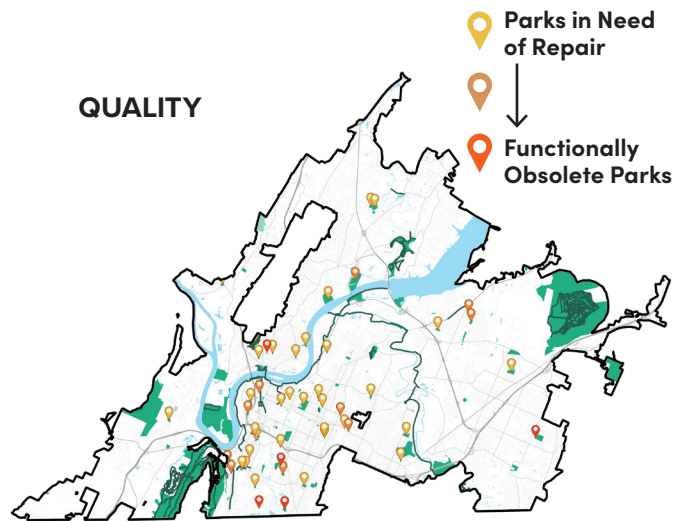 Parks in Need
of Repair
QUALITY
Functionally
Obsolete Parks